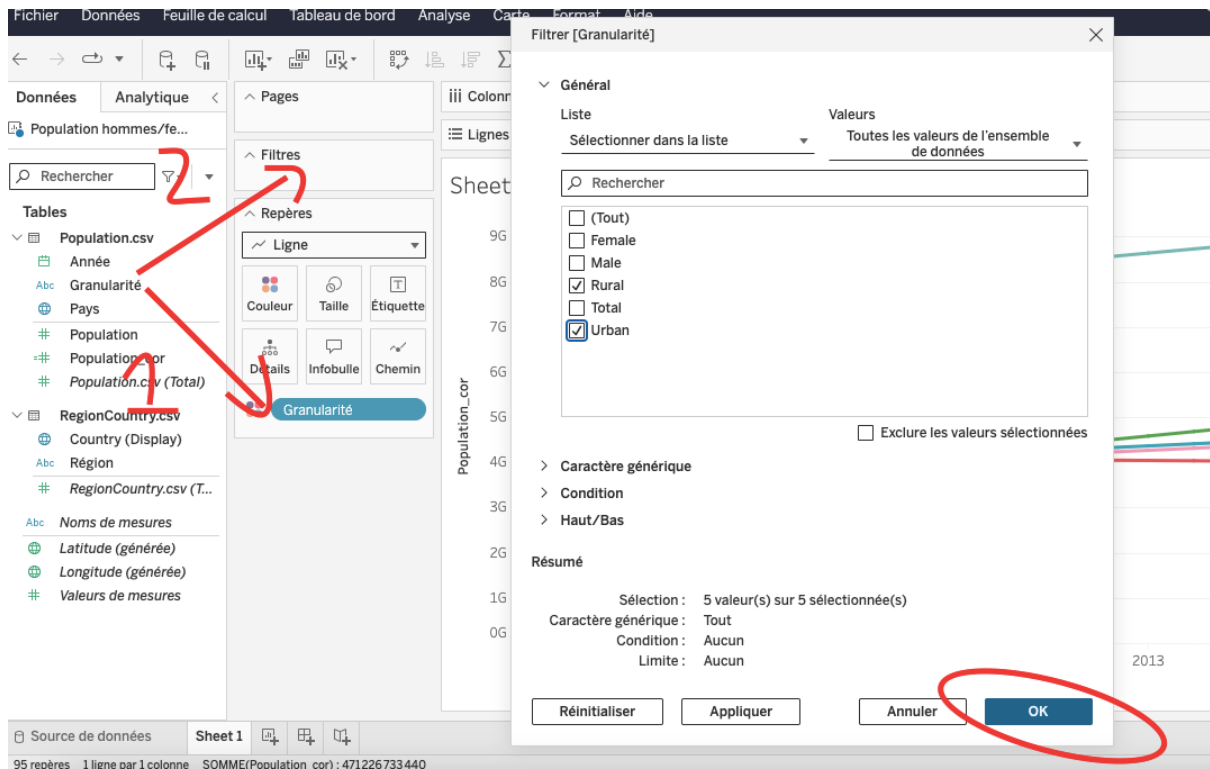 Fichier Données Feuille de calcul Tableau de bord Analyse Carte Format Aide
Données Analytique
Population hommes/fe...
Rechercher
Tables
Population.csv
Année
Abc Granularité
Pays
Population
Population_cor
Population.csv (Total)
RegionCountry.csv
Country (Display)
Abc Région
RegionCountry.csv (T...
Abc Noms de mesures
Latitude (générée)
Longitude (générée)
Valeurs de mesures
2
1
Pages
Filtres
Repères
Ligne
Couleur Taille Étiquette
Détails Infobulle Chemin
Granularité
Colonn
Lignes
Sheet
Population_cor
9G
8G
7G
6G
5G
4G
3G
2G
1G
0G
2013
Filtrer [Granularité]
Général
Liste Valeurs
Sélectionner dans la liste Toutes les valeurs de l'ensemble
de données
Rechercher
(Tout)
Female
Male
Rural
Total
Urban
Exclure les valeurs sélectionnées
Caractère générique
Condition
Haut/Bas
Résumé
Sélection : 5 valeur(s) sur 5 sélectionnée(s)
Caractère générique : Tout
Condition : Aucun
Limite : Aucun
Réinitialiser Appliquer Annuler OK
Source de données Sheet 1
95 repères 1 ligne par 1 colonne SOMME(Population_cor) : 471226733440